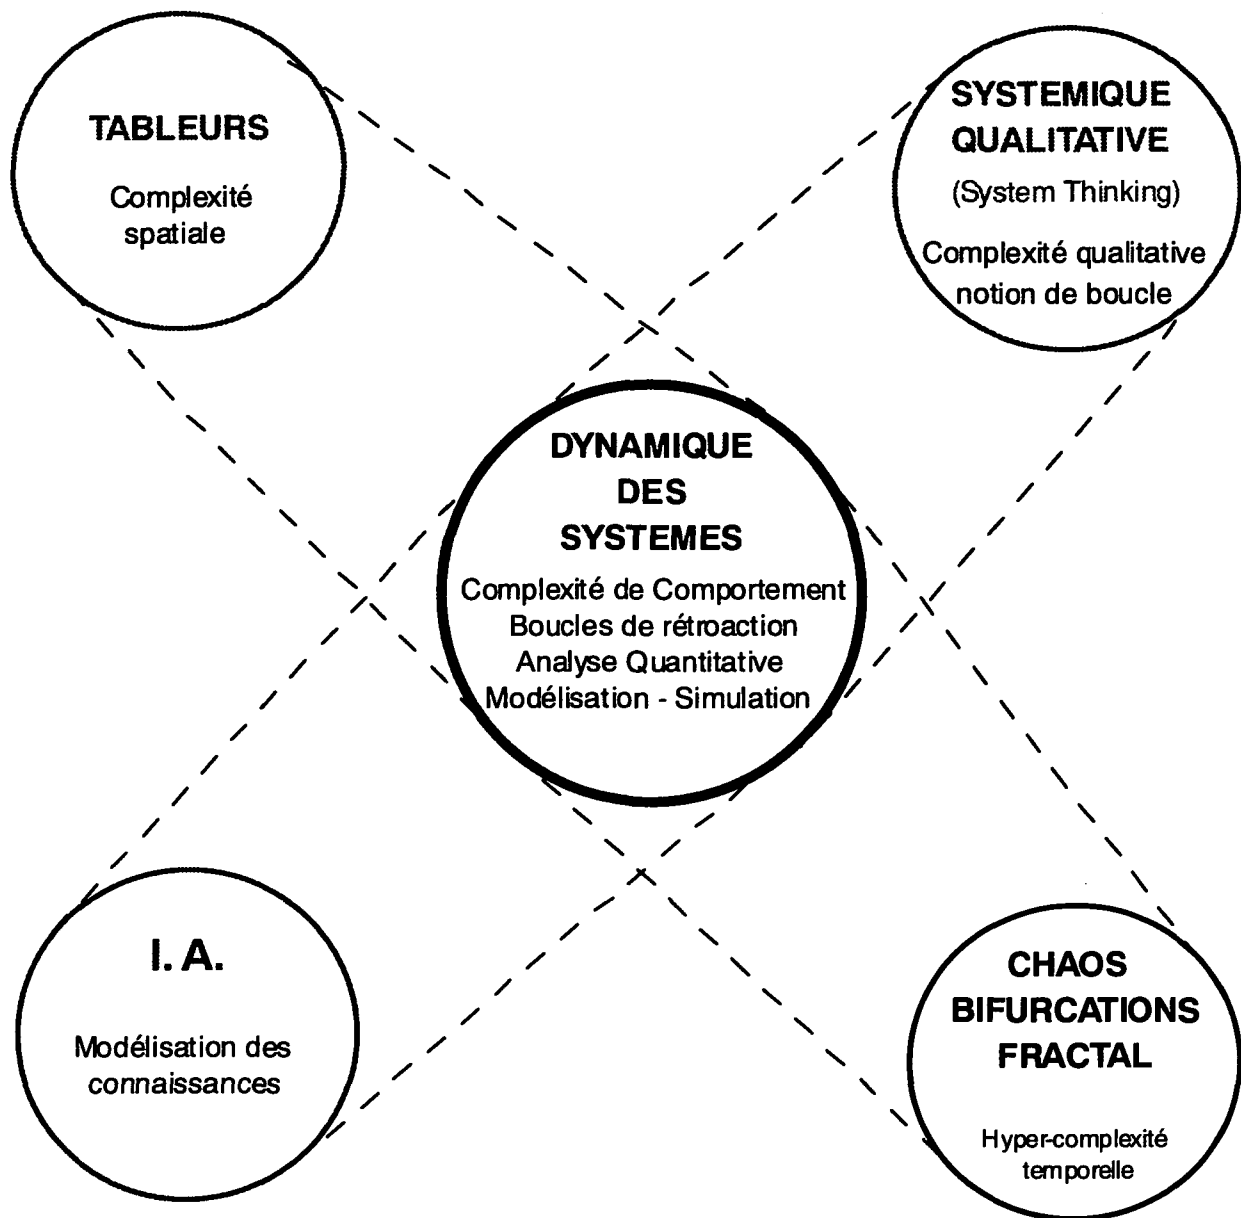 TABLEURS
Complexité
spatiale
SYSTEMIQUE
QUALITATIVE
(System Thinking)
Complexité qualitative
notion de boucle
DYNAMIQUE
DES
SYSTEMES
Complexité de Comportement
Boucles de rétroaction
Analyse Quantitative
Modélisation - Simulation
I. A.
Modélisation des
connaissances
CHAOS
BIFURCATIONS
FRACTAL
Hyper-complexité
temporelle